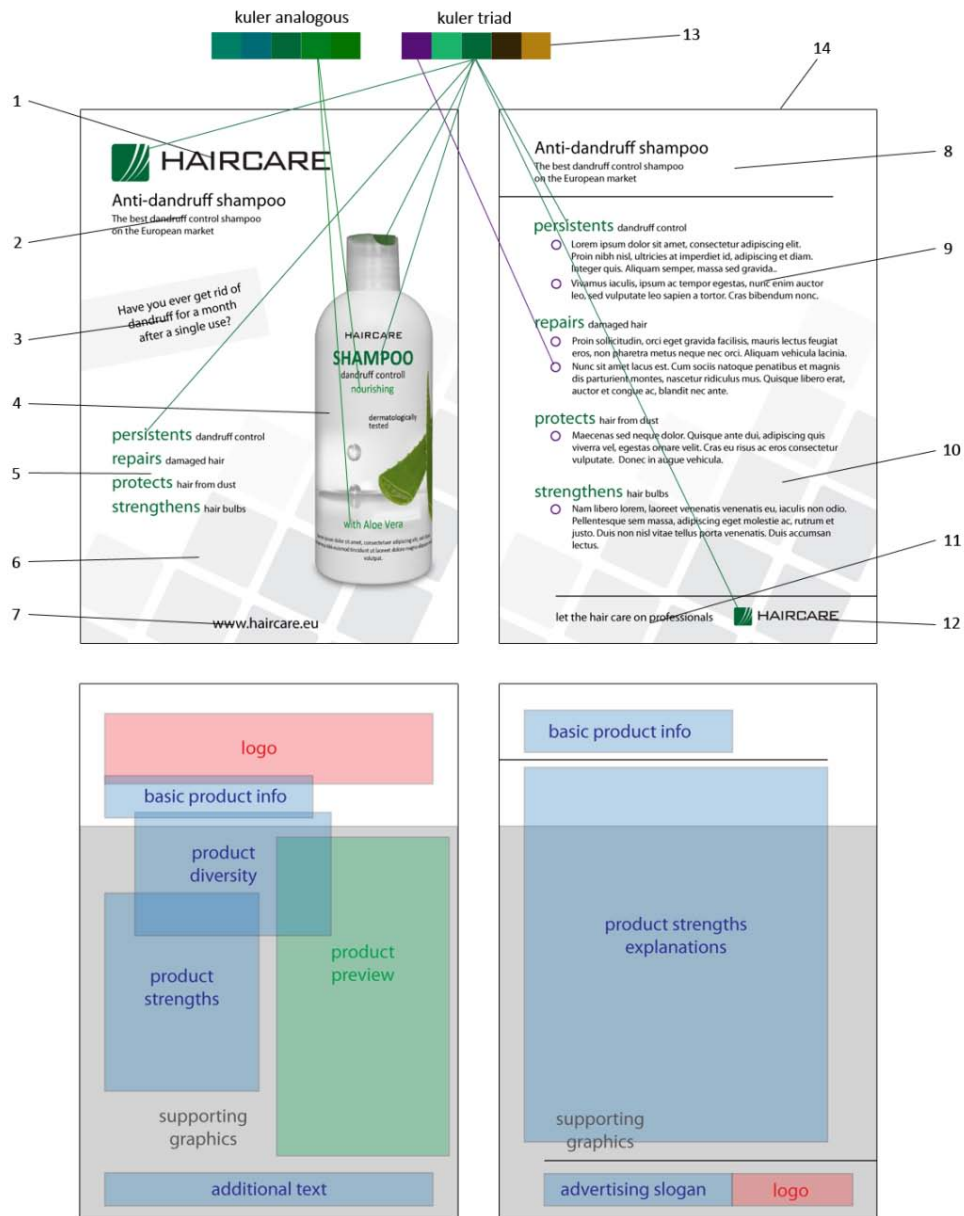 kuler analogous
kuler triad
13
14
1
HAIRCARE
Anti-dandruff shampoo
2
The best dandruff control shampoo
on the European market
3
Have you ever get rid of
dandruff for a month
after a single use?
4
HAIRCARE
SHAMPOO
dandruff controll
nourishing
dermatologically
tested
with Aloe Vera
5
persistents dandruff control
repairs damaged hair
protects hair from dust
strengthens hair bulbs
6
7
www.haircare.eu
Anti-dandruff shampoo
The best dandruff control shampoo
on the European market
8
persistents dandruff control
Lorem ipsum dolor sit amet, consectetur adipiscing elit.
Proin nibh nisl, ultricies at imperdiet id, adipiscing et diam.
Integer quis. Aliquam semper, massa sed gravida..
Vivamus iaculis, ipsum ac tempor egestas, nunc enim auctor
leo, sed vulputate leo sapien a tortor. Cras bibendum nonc.
9
repairs damaged hair
Proin sollicitudin, orci eget gravida facilisis, mauris lectus feugiat
eros, non pharetra metus neque nec orci. Aliquam vehicula lacinia.
Nunc sit amet lacus est. Cum sociis natoque penatibus et magnis
dis parturient montes, nascetur ridiculus mus. Quisque libero erat,
auctor et congue ac, blandit nec ante.
protects hair from dust
Maecenas sed neque dolor. Quisque ante dui, adipiscing quis
viverra vel, egestas ornare velit. Cras eu risus ac eros consectetur
vulputate. Donec in augue vehicula.
10
strengthens hair bulbs
Nam libero lorem, laoreet venenatis venenatis eu, iaculis non odio.
Pellentesque sem massa, adipiscing eget molestie ac, rutrum et
justo. Duis non nisl vitae tellus porta venenatis. Duis accumsan
lectus.
11
let the hair care on professionals
HAIRCARE
12
logo
basic product info
product
diversity
product
strengths
product
preview
supporting
graphics
additional text
basic product info
product strengths
explanations
supporting
graphics
advertising slogan
logo